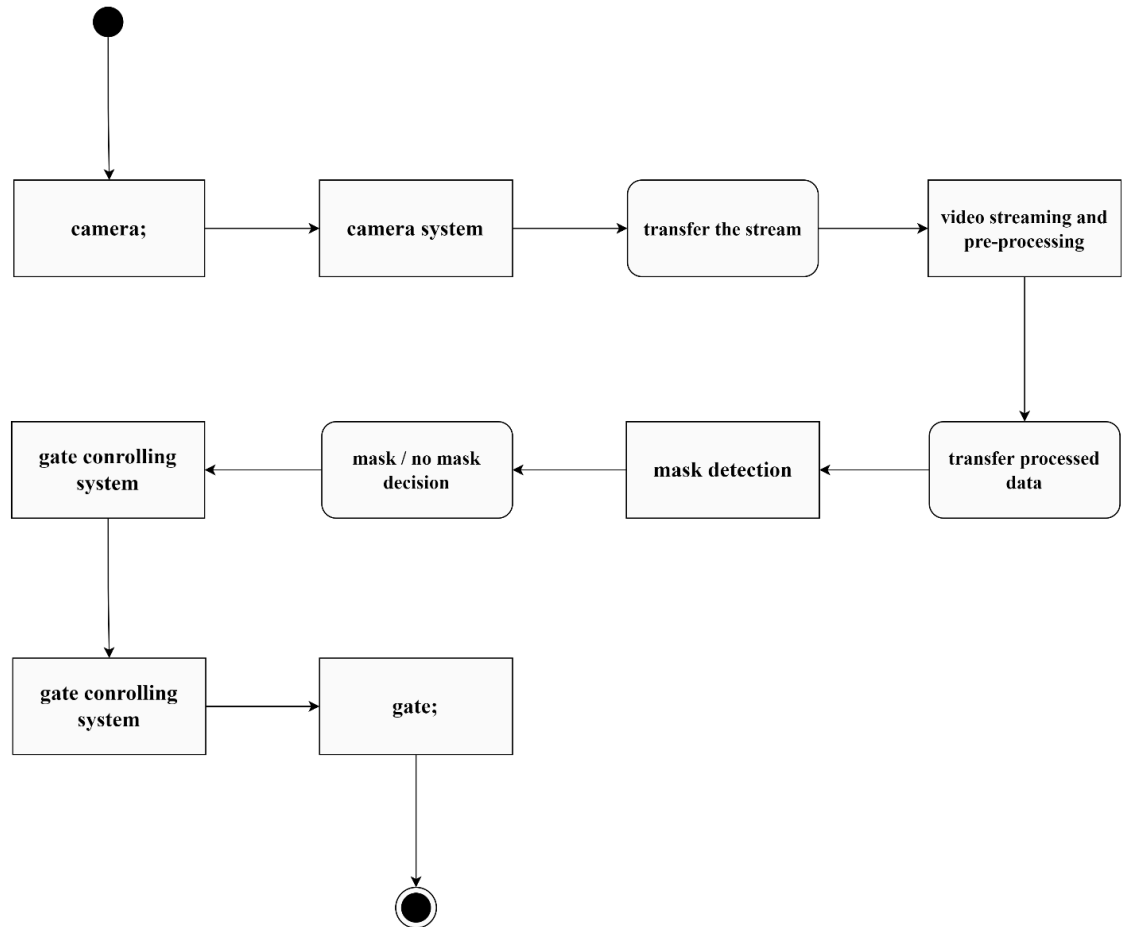 camera;
camera system
transfer the stream
video streaming and
pre-processing
gate conrolling
system
mask / no mask
decision
mask detection
transfer processed
data
gate conrolling
system
gate;